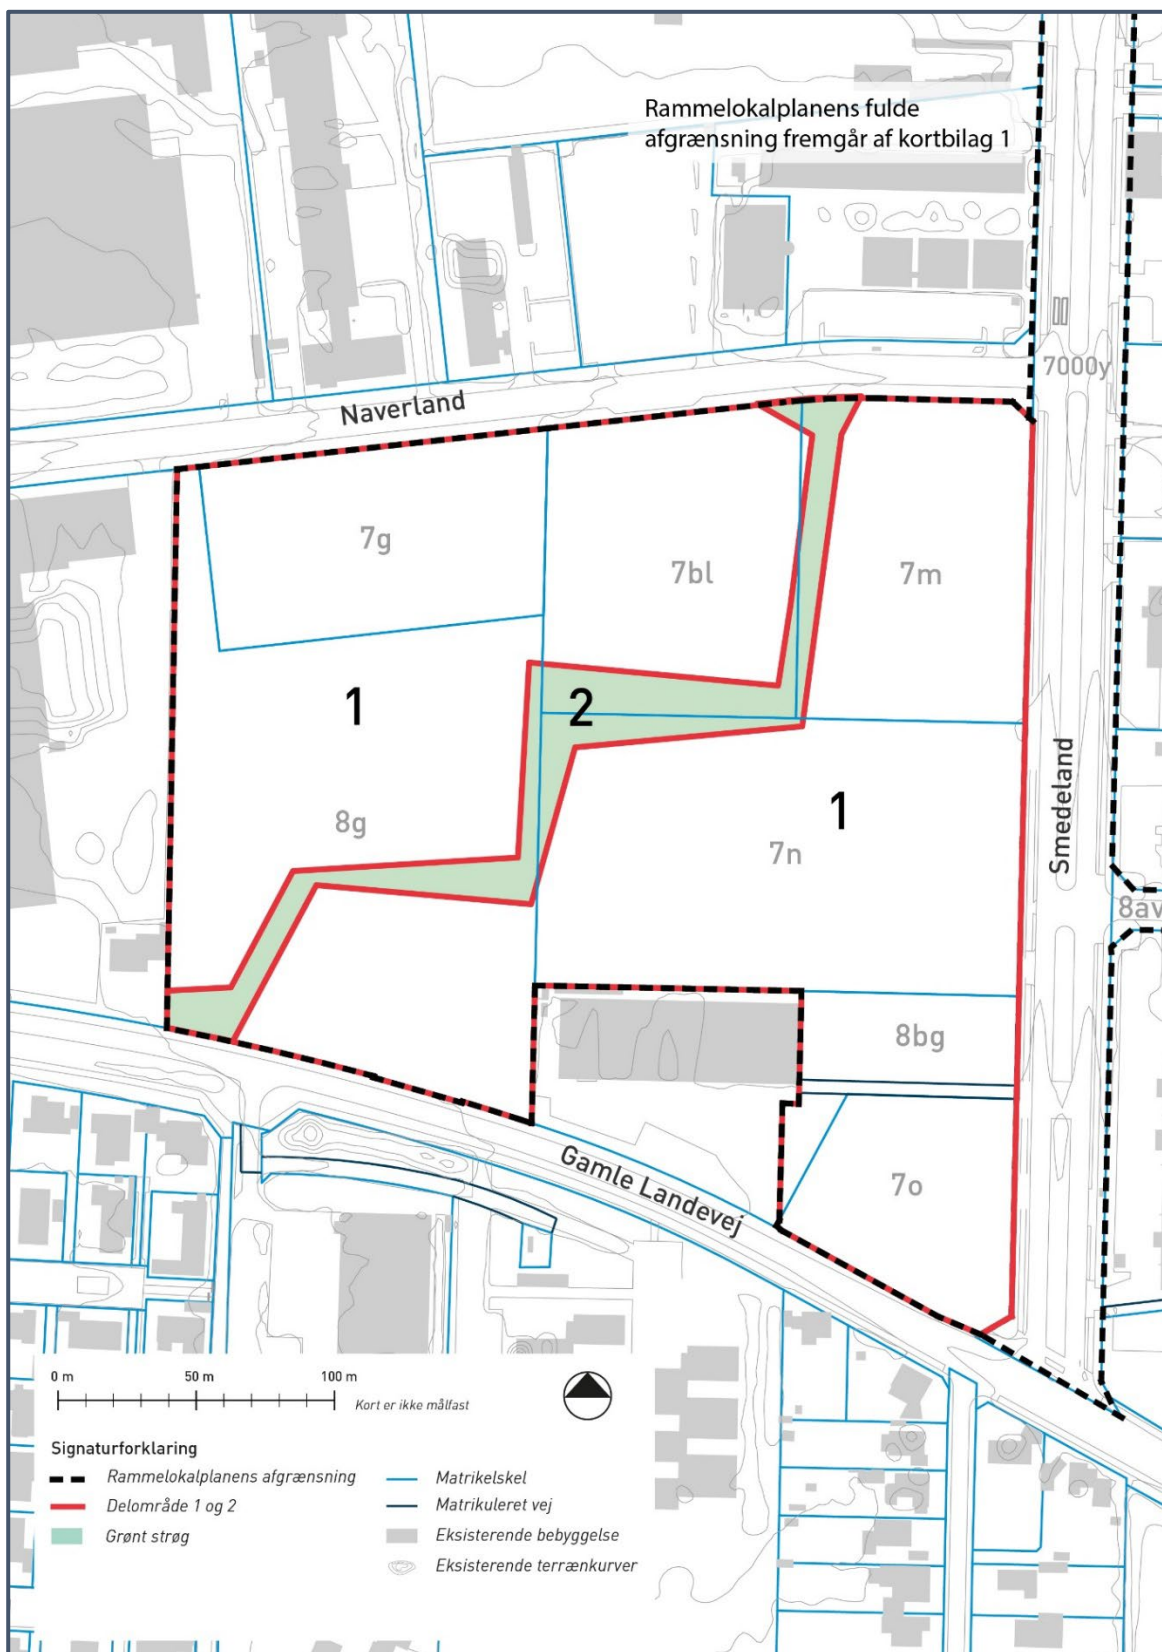 Rammelokalplanens fulde
afgrænsning fremgår af kortbilag 1
7000y
Naverland
7g
7bl
7m
1
2
Smedeland
8g
1
7n
8av
8bg
Gamle Landevej
7o
0 m 50 m 100 m
Kort er ikke målfast
Signaturforklaring
Rammelokalplanens afgrænsning
Delområde 1 og 2
Grønt strøg
Matrikelskel
Matrikuleret vej
Eksisterende bebyggelse
Eksisterende terrænkurver